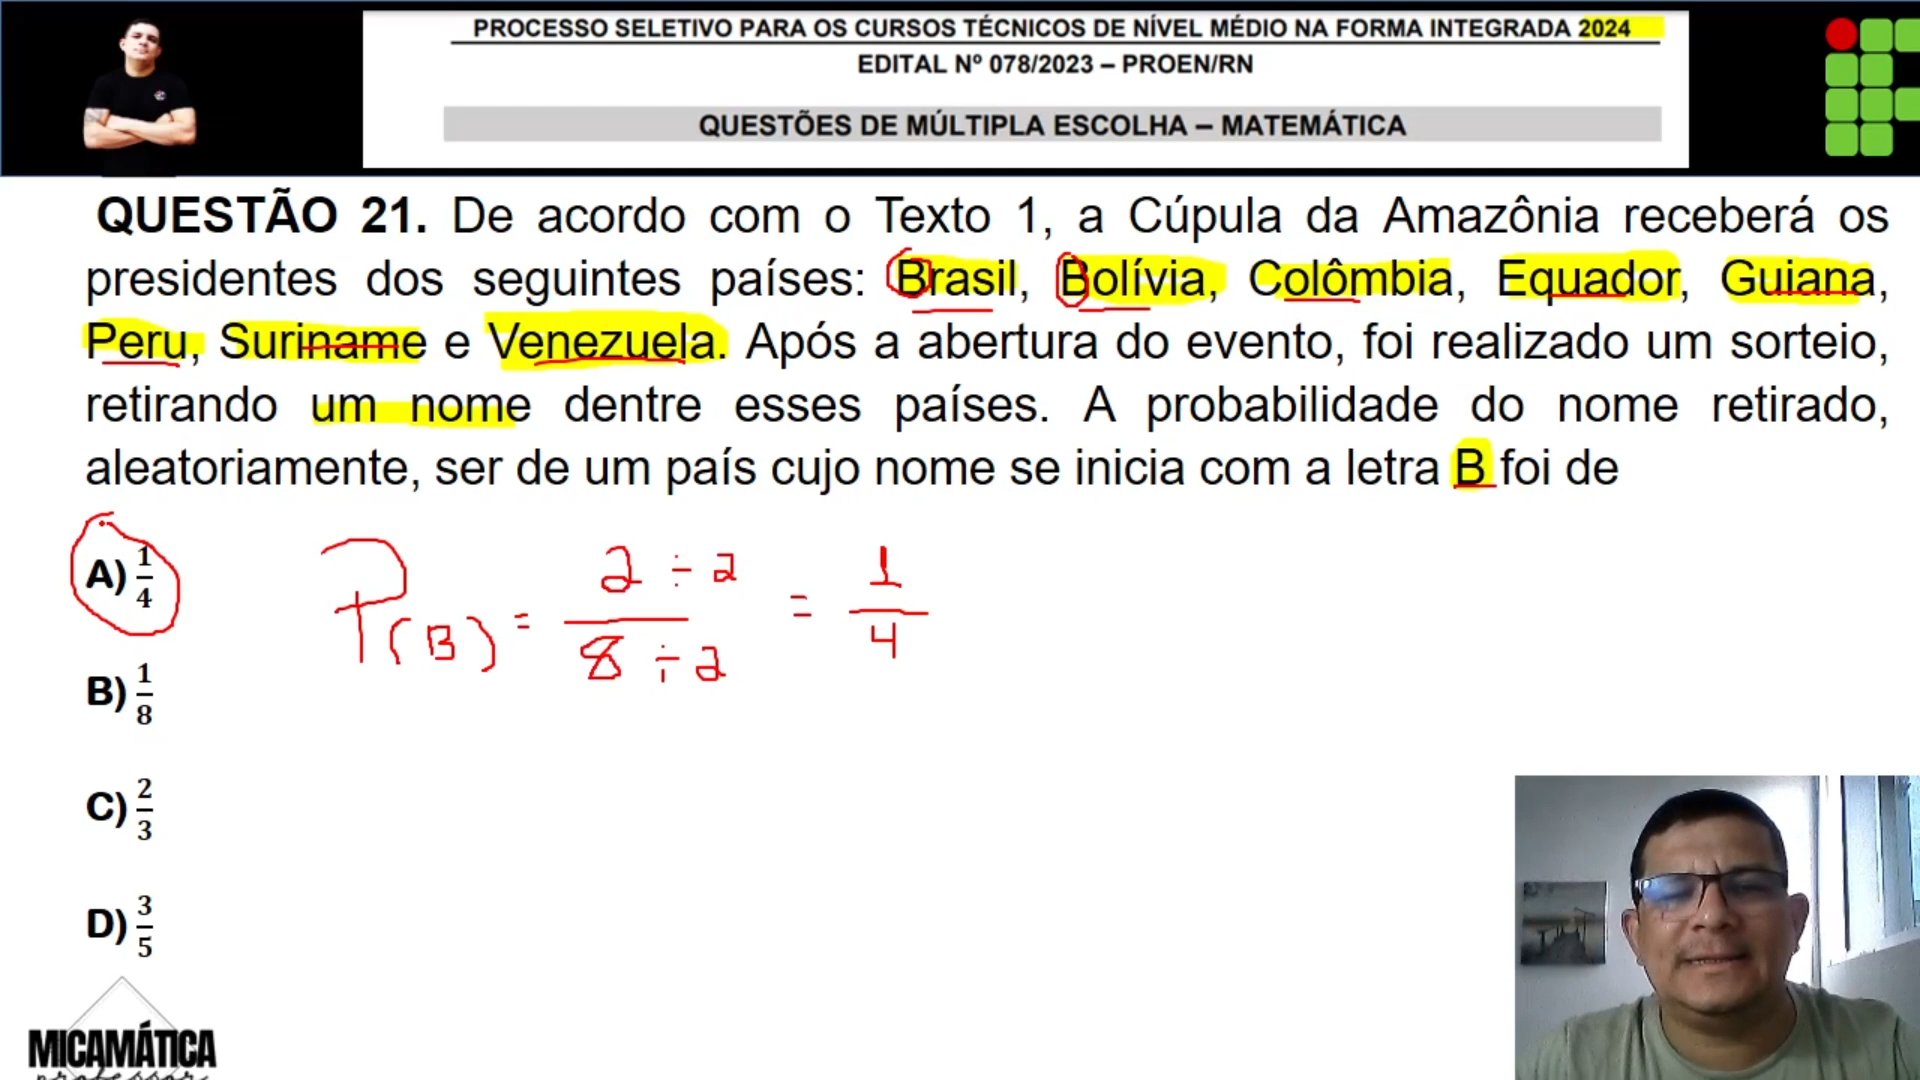 PROCESSO SELETIVO PARA OS CURSOS TÉCNICOS DE NÍVEL MÉDIO NA FORMA INTEGRADA 2024
EDITAL Nº 078/2023 – PROEN/RN
QUESTÕES DE MÚLTIPLA ESCOLHA – MATEMÁTICA
QUESTÃO 21. De acordo com o Texto 1, a Cúpula da Amazônia receberá os
presidentes dos seguintes países: Brasil, Bolívia, Colômbia, Equador, Guiana,
Peru, Suriname e Venezuela. Após a abertura do evento, foi realizado um sorteio,
retirando um nome dentre esses países. A probabilidade do nome retirado,
aleatoriamente, ser de um país cujo nome se inicia com a letra B foi de
A) 1/4
P(B) = 2 ÷ 2 / 8 ÷ 2 = 1/4
B) 1/8
C) 2/3
D) 3/5
MICAMÁTICA
professor